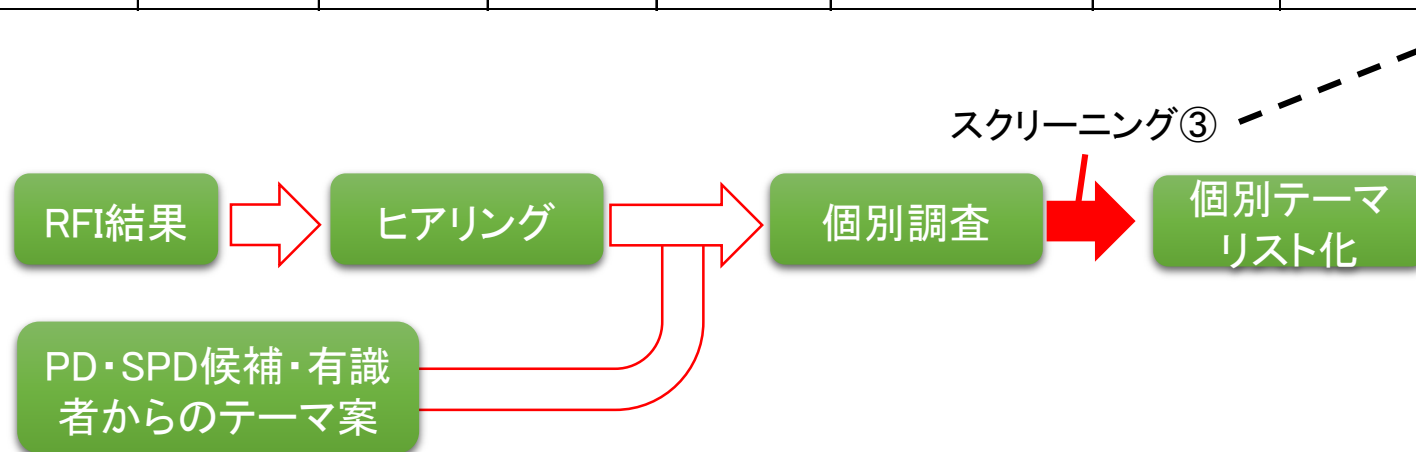 スクリーニング③
RFI結果
ヒアリング
個別調査
個別テーマ
リスト化
PD・SPD候補・有識
者からのテーマ案